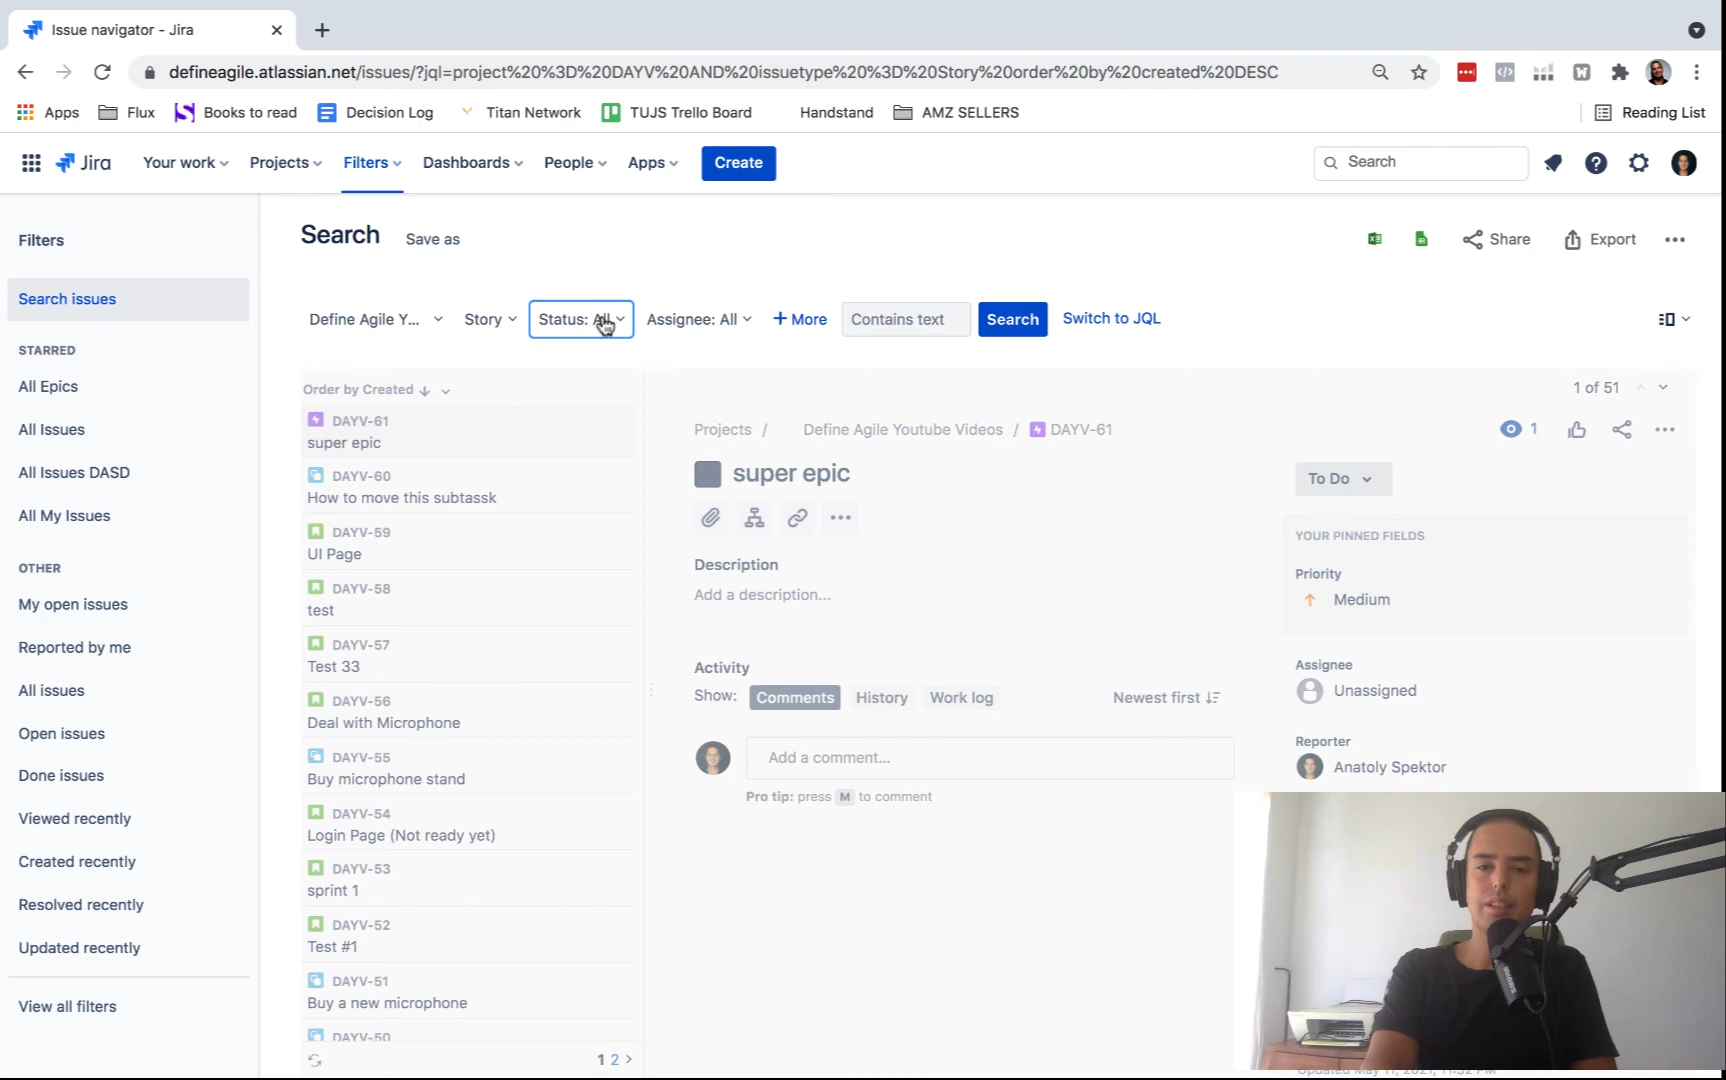 Issue navigator - Jira
defineagile.atlassian.net/issues/?jql=project%20%3D%20DAYV%20AND%20issuetype%20%3D%20Story%20order%20by%20created%20DESC
Apps Flux Books to read Decision Log Titan Network TUJS Trello Board Handstand AMZ SELLERS Reading List
Jira Your work Projects Filters Dashboards People Apps Create Search
Filters
Search issues
STARRED
All Epics
All Issues
All Issues DASD
All My Issues
OTHER
My open issues
Reported by me
All issues
Open issues
Done issues
Viewed recently
Created recently
Resolved recently
Updated recently
View all filters
Search Save as Share Export
Define Agile Y... Story Status: All Assignee: All + More Contains text Search Switch to JQL
Order by Created
DAYV-61
super epic
DAYV-60
How to move this subtassk
DAYV-59
UI Page
DAYV-58
test
DAYV-57
Test 33
DAYV-56
Deal with Microphone
DAYV-55
Buy microphone stand
DAYV-54
Login Page (Not ready yet)
DAYV-53
sprint 1
DAYV-52
Test #1
DAYV-51
Buy a new microphone
DAYV-50
1 2 >
1 of 51
Projects / Define Agile Youtube Videos / DAYV-61
1
super epic
Description
Add a description...
Activity
Show: Comments History Work log Newest first
Add a comment...
Pro tip: press M to comment
To Do
YOUR PINNED FIELDS
Priority
Medium
Assignee
Unassigned
Reporter
Anatoly Spektor
Updated May 11, 2021, 11:32 PM